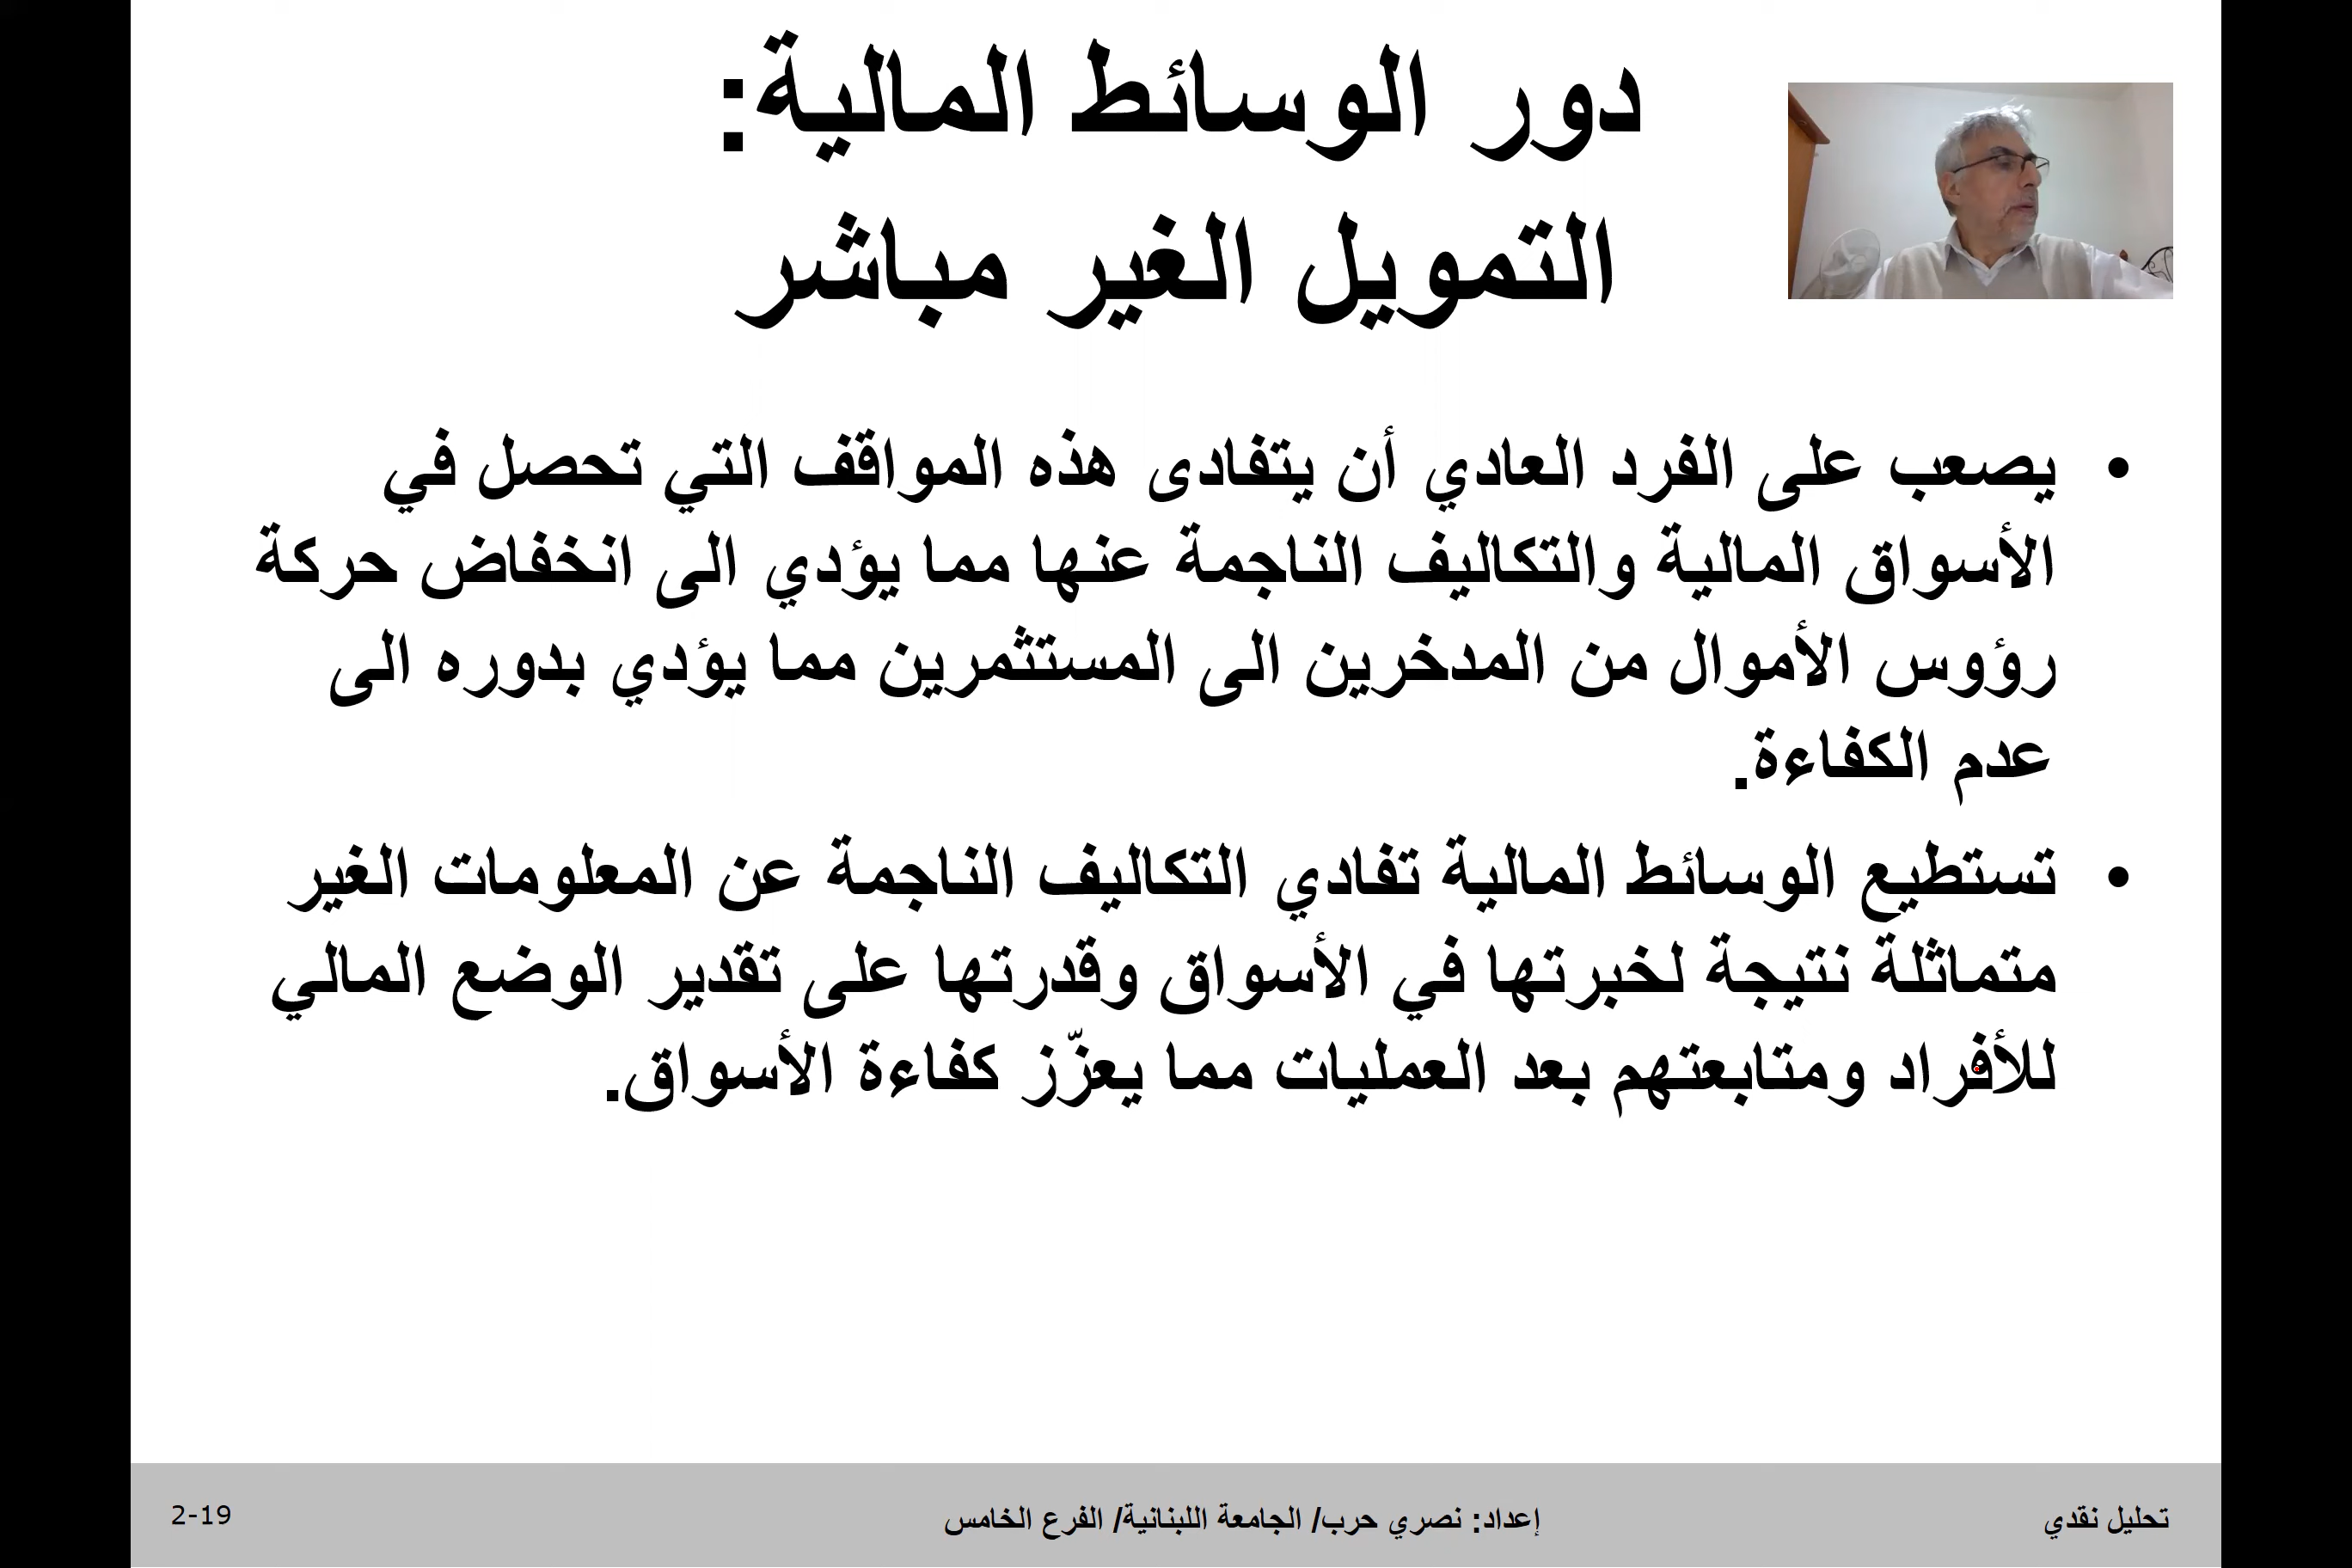 دور الوسائط المالية:
التمويل الغير مباشر
• يصعب على الفرد العادي أن يتفادى هذه المواقف التي تحصل في
الأسواق المالية والتكاليف الناجمة عنها مما يؤدي الى انخفاض حركة
رؤوس الأموال من المدخرين الى المستثمرين مما يؤدي بدوره الى
عدم الكفاءة.
• تستطيع الوسائط المالية تفادي التكاليف الناجمة عن المعلومات الغير
متماثلة نتيجة لخبرتها في الأسواق وقدرتها على تقدير الوضع المالي
للأفراد ومتابعتهم بعد العمليات مما يعزّز كفاءة الأسواق.
تحليل نقدي
إعداد: نصري حرب/ الجامعة اللبنانية/ الفرع الخامس
2-19